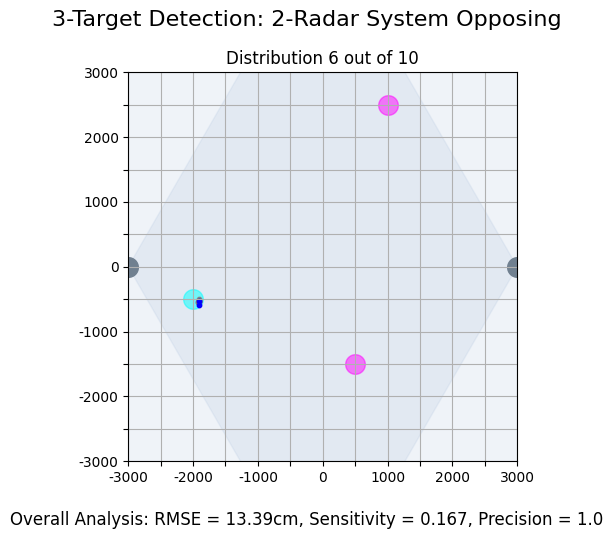 3-Target Detection: 2-Radar System Opposing
Distribution 6 out of 10
3000
2000
1000
0
-1000
-2000
-3000
-3000 -2000 -1000 0 1000 2000 3000
Overall Analysis: RMSE = 13.39cm, Sensitivity = 0.167, Precision = 1.0